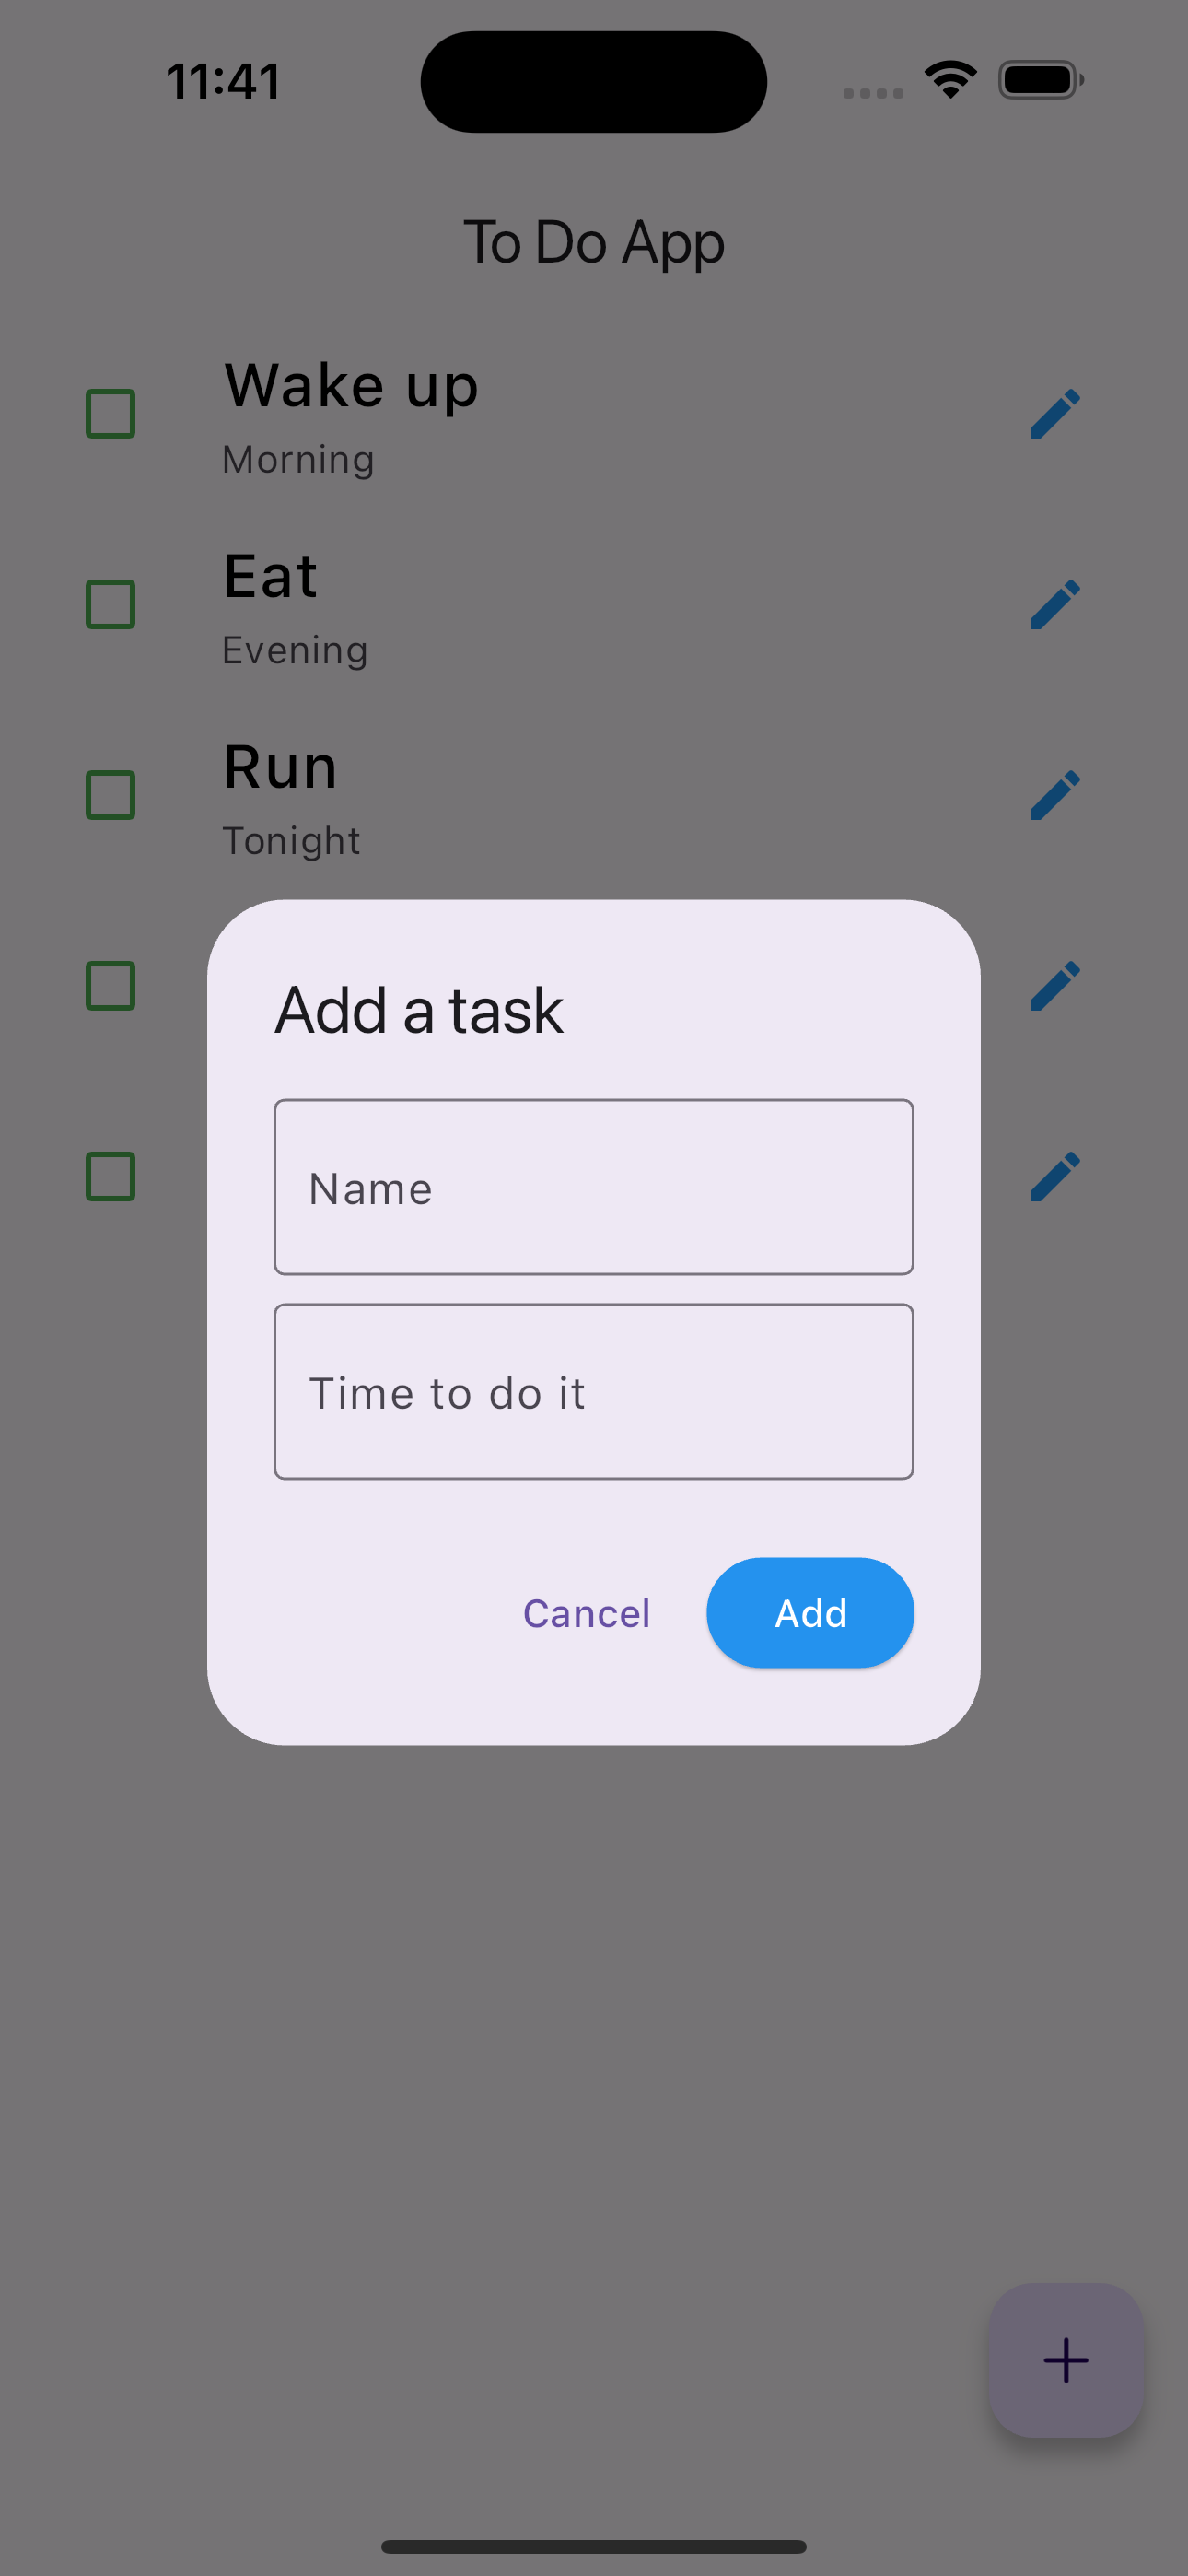 11:41
To Do App
Wake up
Morning
Eat
Evening
Run
Tonight
Add a task
Name
Time to do it
Cancel
Add